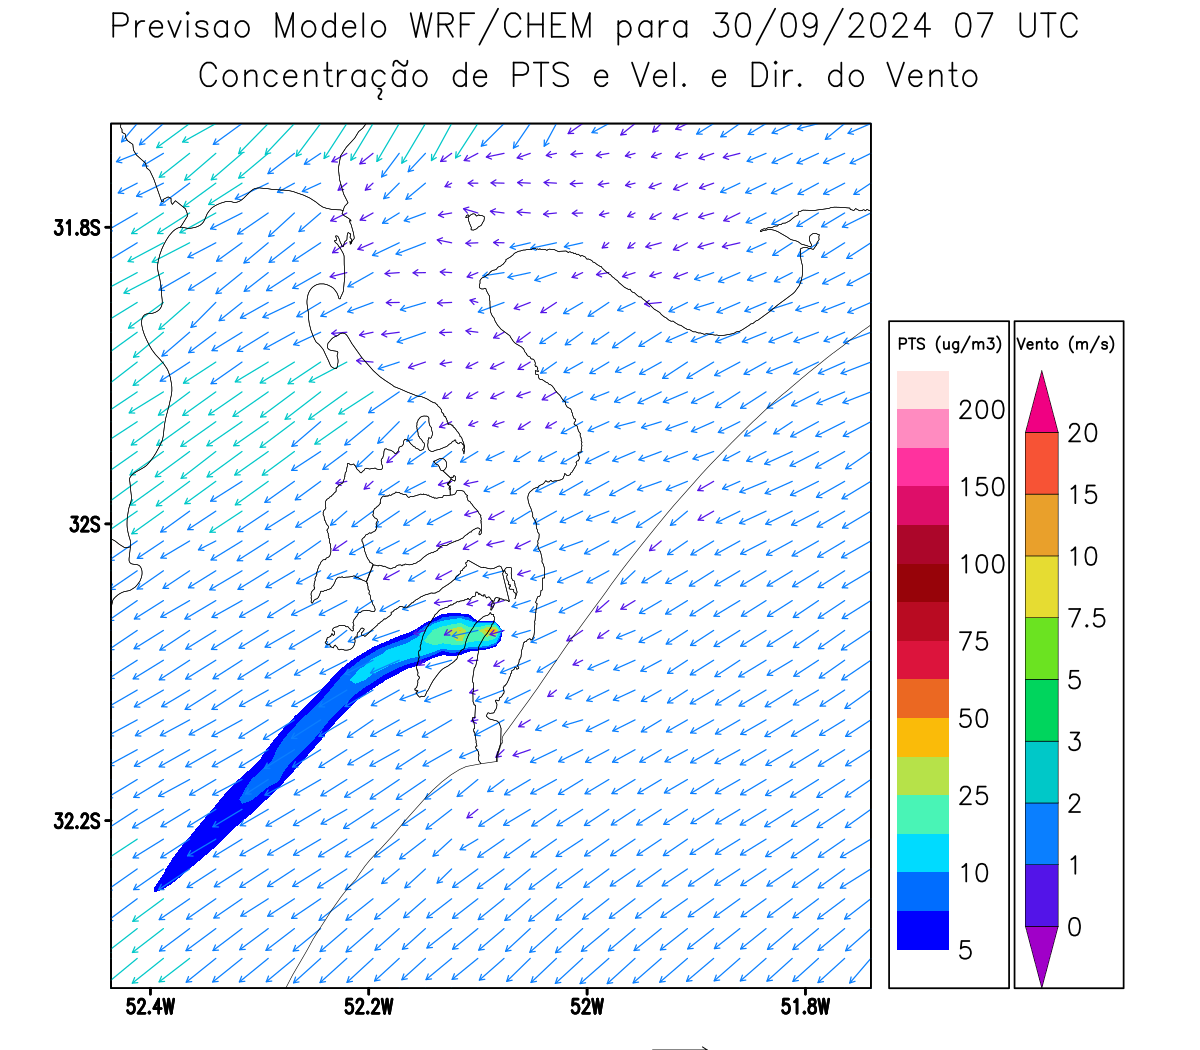 Previsao Modelo WRF/CHEM para 30/09/2024 07 UTC
Concentração de PTS e Vel. e Dir. do Vento
31.8S
32S
32.2S
52.4W
52.2W
52W
51.8W
PTS (ug/m3)
200
150
100
75
50
25
10
5
Vento (m/s)
20
15
10
7.5
5
3
2
1
0